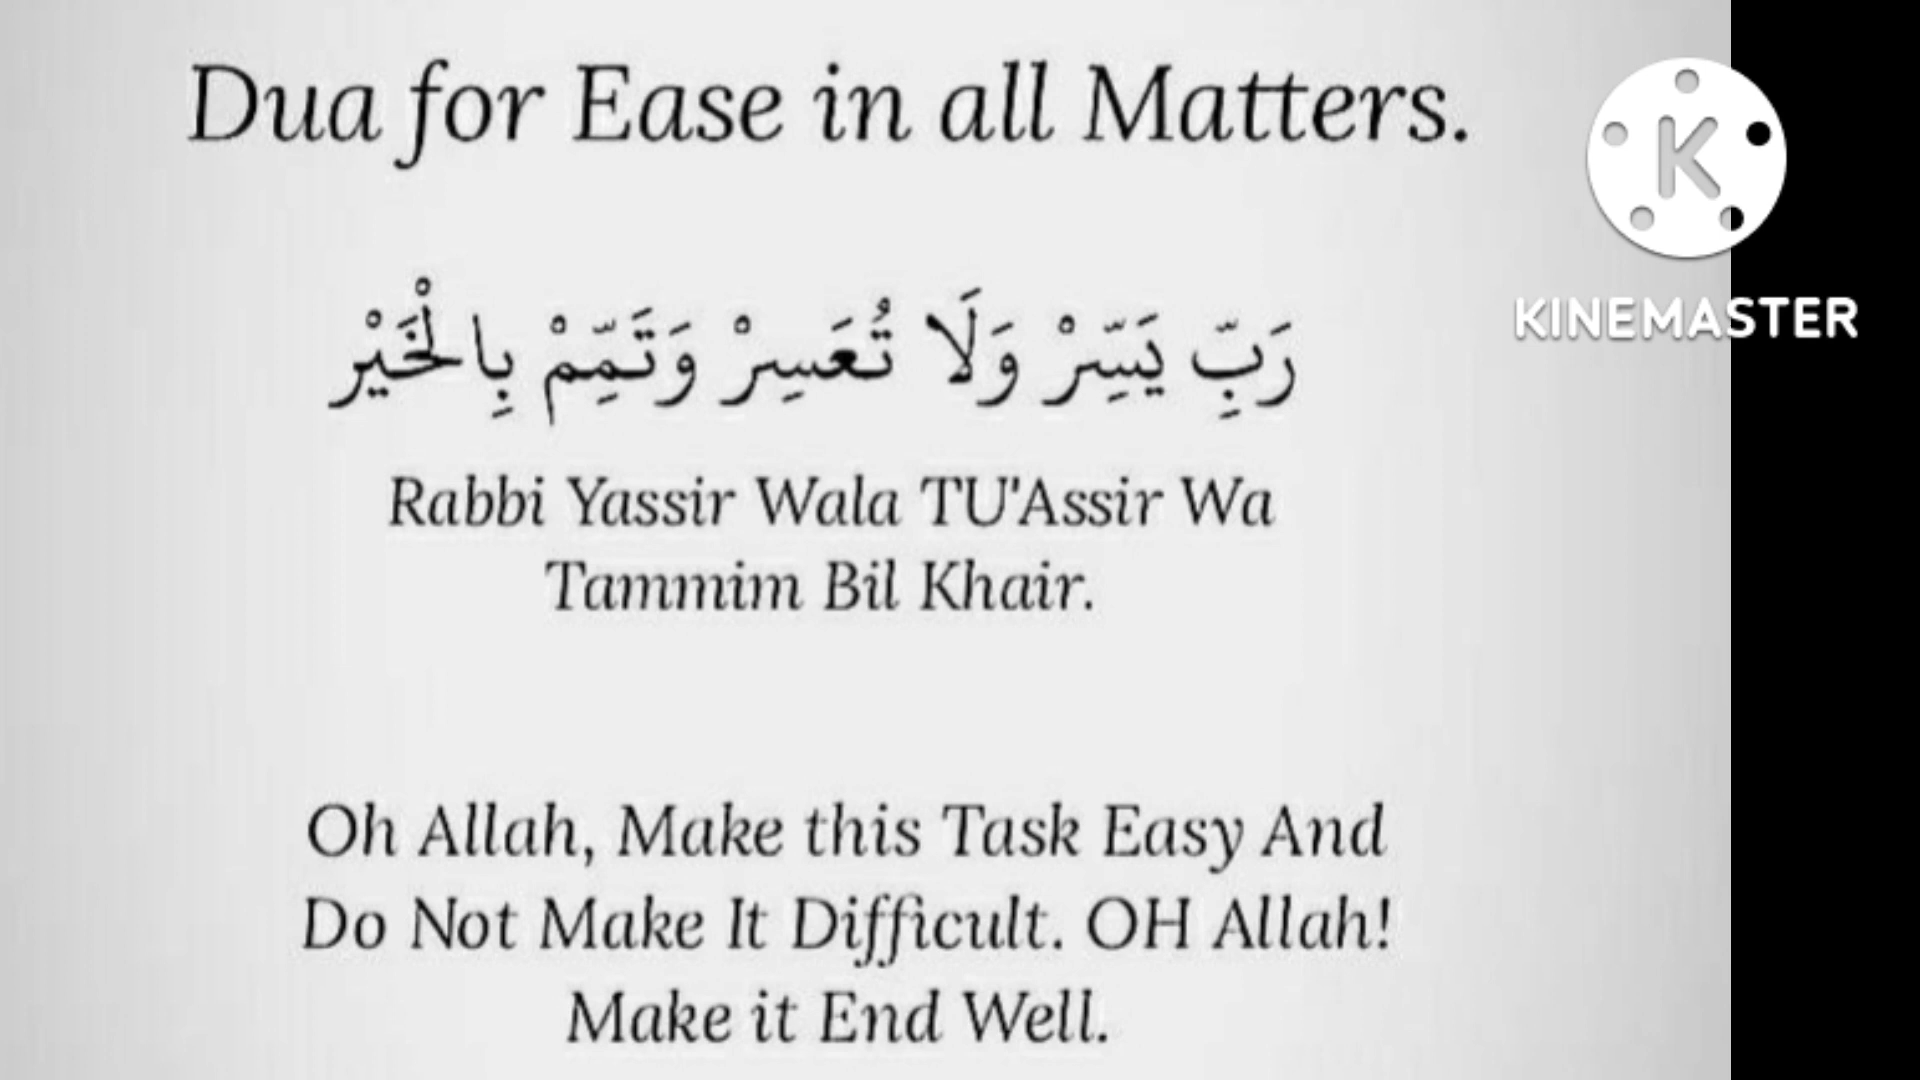 Dua for Ease in all Matters.
رَبِّ يَسِّرْ وَلَا تُعَسِرْ وَتَمِّمْ بِالْخَيْر
Rabbi Yassir Wala TU'Assir Wa
Tammim Bil Khair.
Oh Allah, Make this Task Easy And
Do Not Make It Difficult. OH Allah!
Make it End Well.
K
KINEMASTER